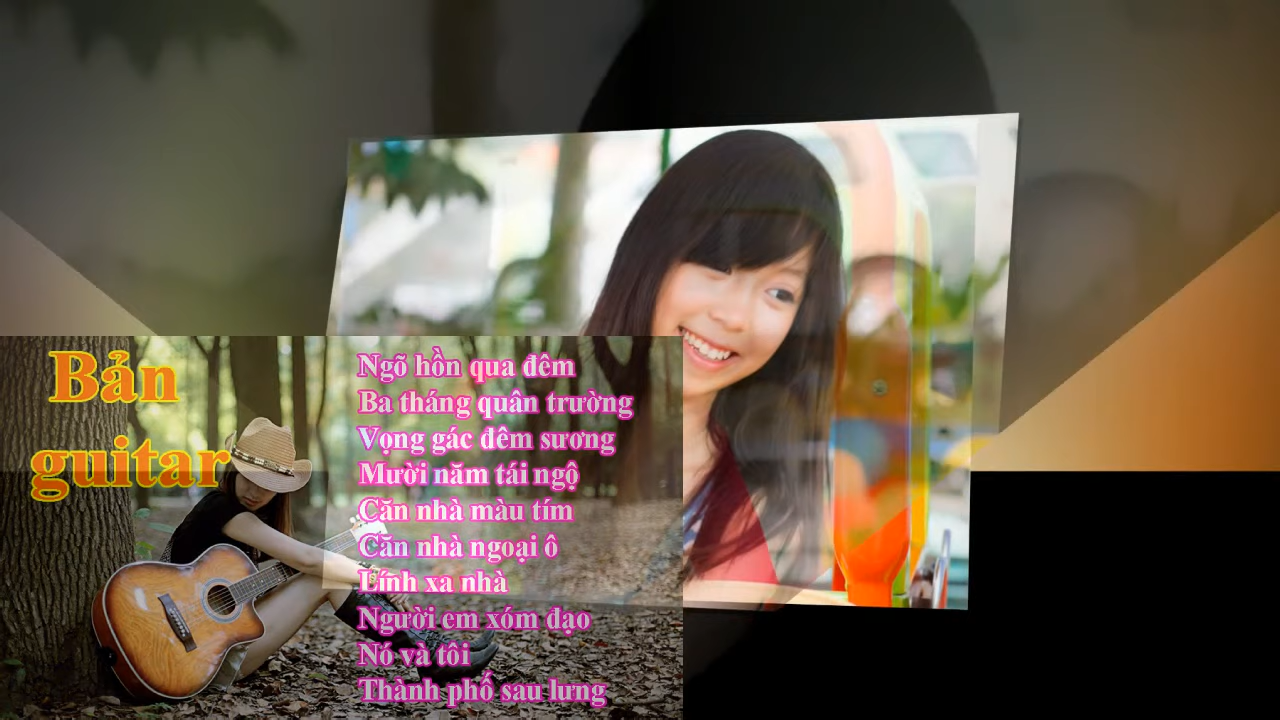 Bản
guitar
Ngõ hồn qua đêm
Ba tháng quân trường
Vọng gác đêm sương
Mười năm tái ngộ
Căn nhà màu tím
Căn nhà ngoại ô
Lính xa nhà
Người em xóm đạo
Nó và tôi
Thành phố sau lưng